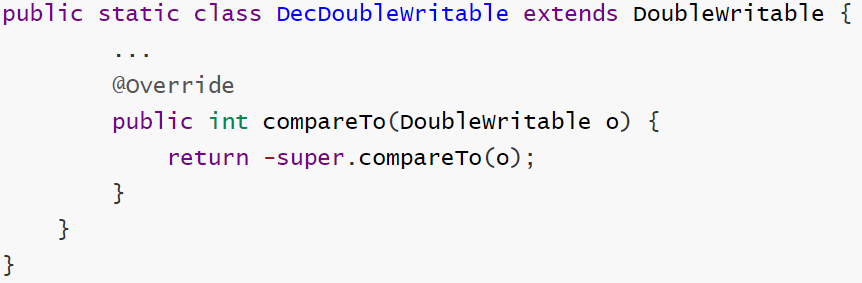 public static class DecDoubleWritable extends DoubleWritable {
        ...
        @Override
        public int compareTo(DoubleWritable o) {
            return -super.compareTo(o);
        }
    }
}